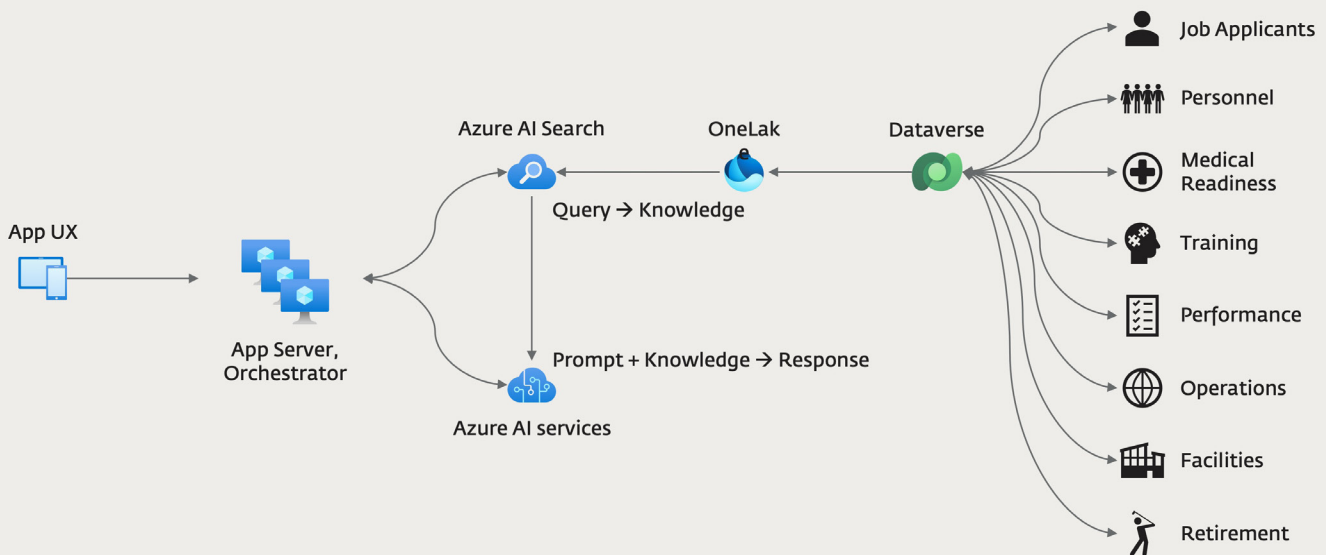 App UX
App Server,
Orchestrator
Azure AI Search
Query → Knowledge
Prompt + Knowledge → Response
Azure AI services
OneLak
Dataverse
Job Applicants
Personnel
Medical
Readiness
Training
Performance
Operations
Facilities
Retirement